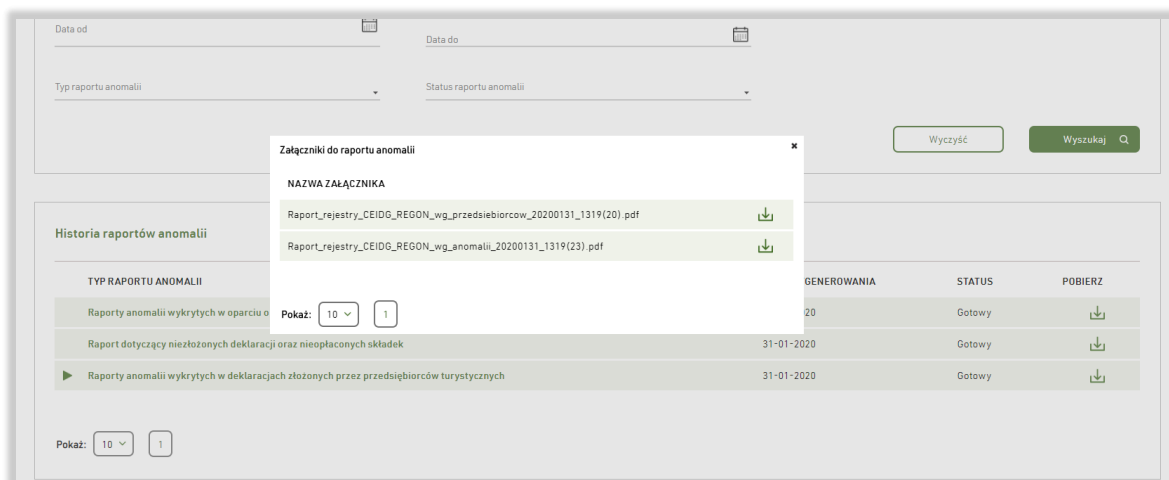 Data od
Data do
Typ raportu anomalii
Status raportu anomalii
Wyczyść
Wyszukaj
Załączniki do raportu anomalii
NAZWA ZAŁĄCZNIKA
Raport_rejestry_CEIDG_REGON_wg_przedsiebiorcow_20200131_1319(20).pdf
Raport_rejestry_CEIDG_REGON_wg_anomalii_20200131_1319(23).pdf
Pokaż: 10 1
Historia raportów anomalii
TYP RAPORTU ANOMALII GENEROWANIA STATUS POBIERZ
Raporty anomalii wykrytych w oparciu o 20 Gotowy
Raport dotyczący niezłożonych deklaracji oraz nieopłaconych składek 31-01-2020 Gotowy
Raporty anomalii wykrytych w deklaracjach złożonych przez przedsiębiorców turystycznych 31-01-2020 Gotowy
Pokaż: 10 1